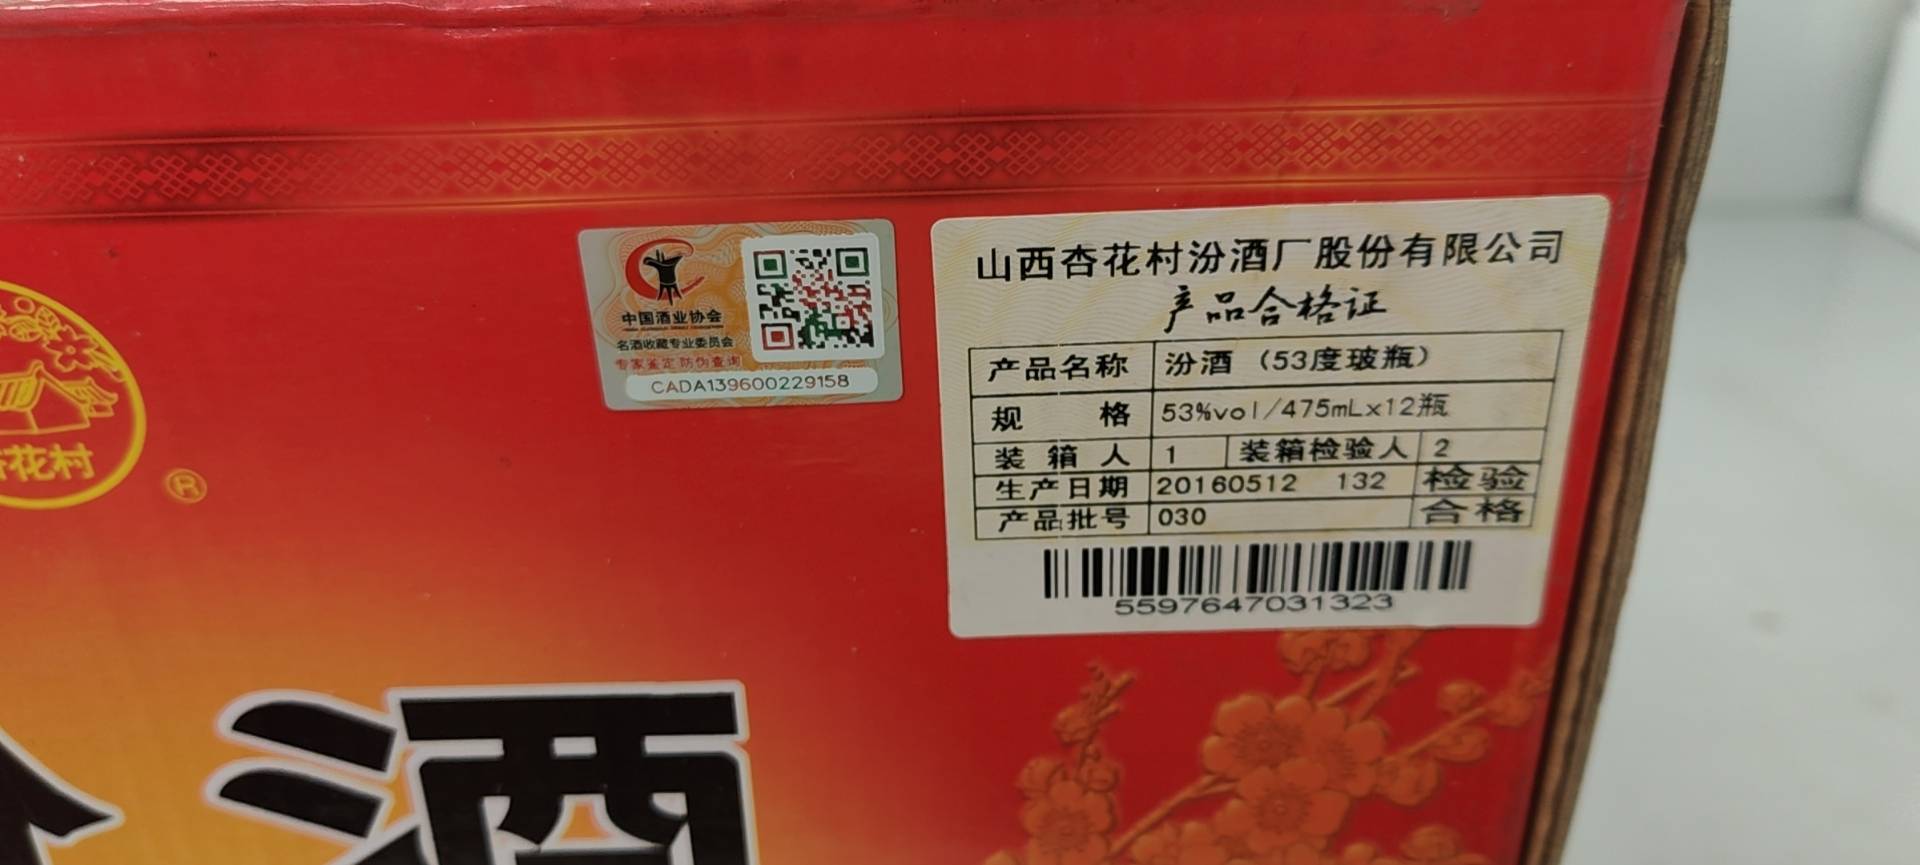 中国酒业协会
名酒收藏专业委员会
专家鉴定 防伪查询
CADA139600229158
山西杏花村汾酒厂股份有限公司
产品合格证
产品名称 汾酒（53度玻瓶）
规格 53%vol/475mLx12瓶
装箱人 1 装箱检验人 2
生产日期 20160512 132 检验
产品批号 030 合格
5597647031323
杏花村
®
酒